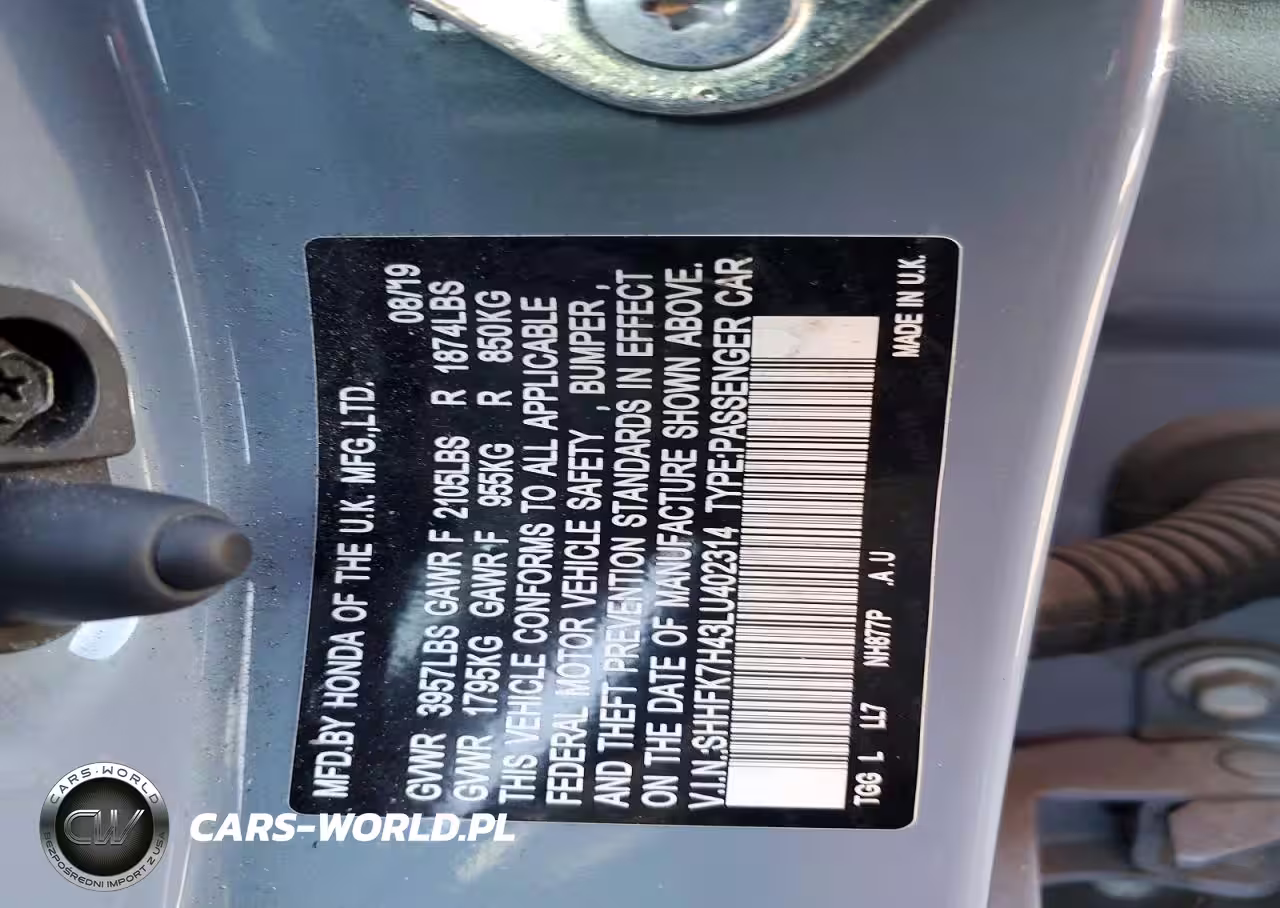 MFD.BY HONDA OF THE U.K. MFG.,LTD.
08/19
GVWR 3957LBS GAWR F 2105LBS R 1874LBS
GVWR 1795KG GAWR F 955KG R 850KG
THIS VEHICLE CONFORMS TO ALL APPLICABLE
FEDERAL MOTOR VEHICLE SAFETY , BUMPER ,
AND THEFT PREVENTION STANDARDS IN EFFECT
ON THE DATE OF MANUFACTURE SHOWN ABOVE.
V.I.N.:SHHFK7H43LU402314 TYPE:PASSENGER CAR
TGG L LL7 NH877P A.U
MADE IN U.K.
CARS-WORLD
CW
BEZPOŚREDNI IMPORT Z USA
CARS-WORLD.PL